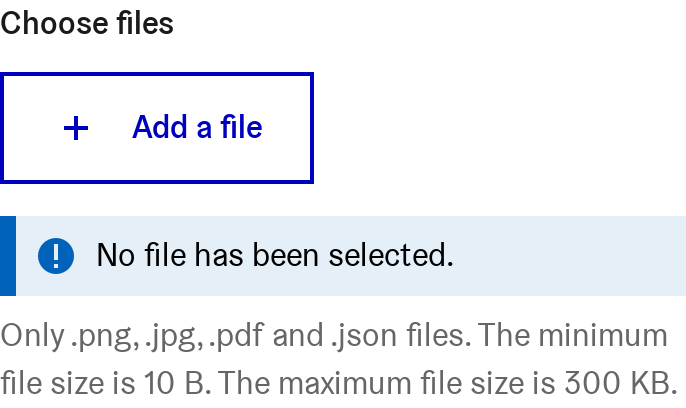 Choose files
Add a file
No file has been selected.
Only .png, .jpg, .pdf and .json files. The minimum
file size is 10 B. The maximum file size is 300 KB.